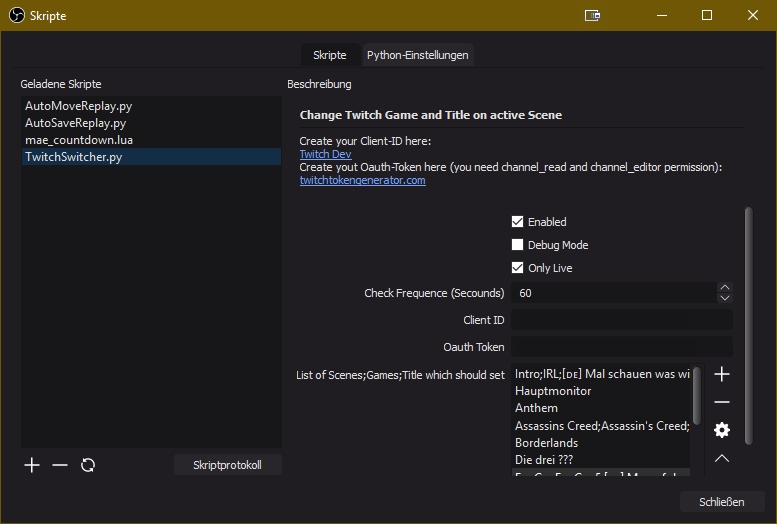 Skripte
Skripte Python-Einstellungen
Geladene Skripte
AutoMoveReplay.py
AutoSaveReplay.py
mae_countdown.lua
TwitchSwitcher.py
Skriptprotokoll
Beschreibung
Change Twitch Game and Title on active Scene
Create your Client-ID here:
Twitch Dev
Create yout Oauth-Token here (you need channel_read and channel_editor permission):
twitchtokengenerator.com
Enabled
Debug Mode
Only Live
Check Frequence (Secounds) 60
Client ID
Oauth Token
List of Scenes;Games;Title which should set
Intro;IRL;[ᴅᴇ] Mal schauen was wi
Hauptmonitor
Anthem
Assassins Creed;Assassin's Creed;
Borderlands
Die drei ???
Schließen